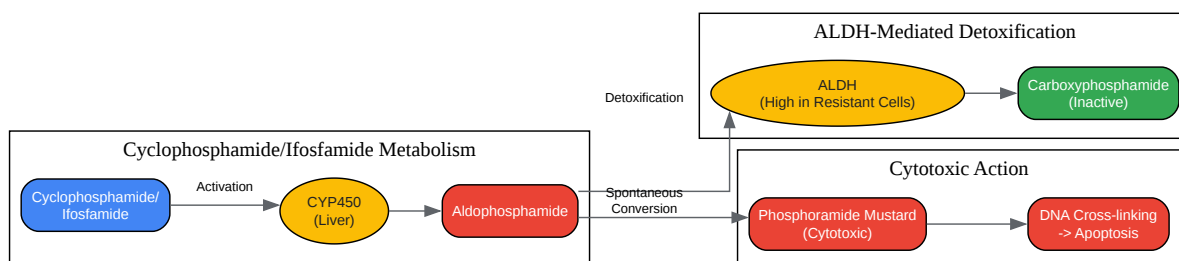 ALDH-Mediated Detoxification
ALDH
(High in Resistant Cells)
Carboxyphosphamide
(Inactive)
Detoxification
Cyclophosphamide/Ifosfamide Metabolism
Cyclophosphamide/
Ifosfamide
Activation
CYP450
(Liver)
Aldophosphamide
Spontaneous
Conversion
Cytotoxic Action
Phosphoramide Mustard
(Cytotoxic)
DNA Cross-linking
-> Apoptosis